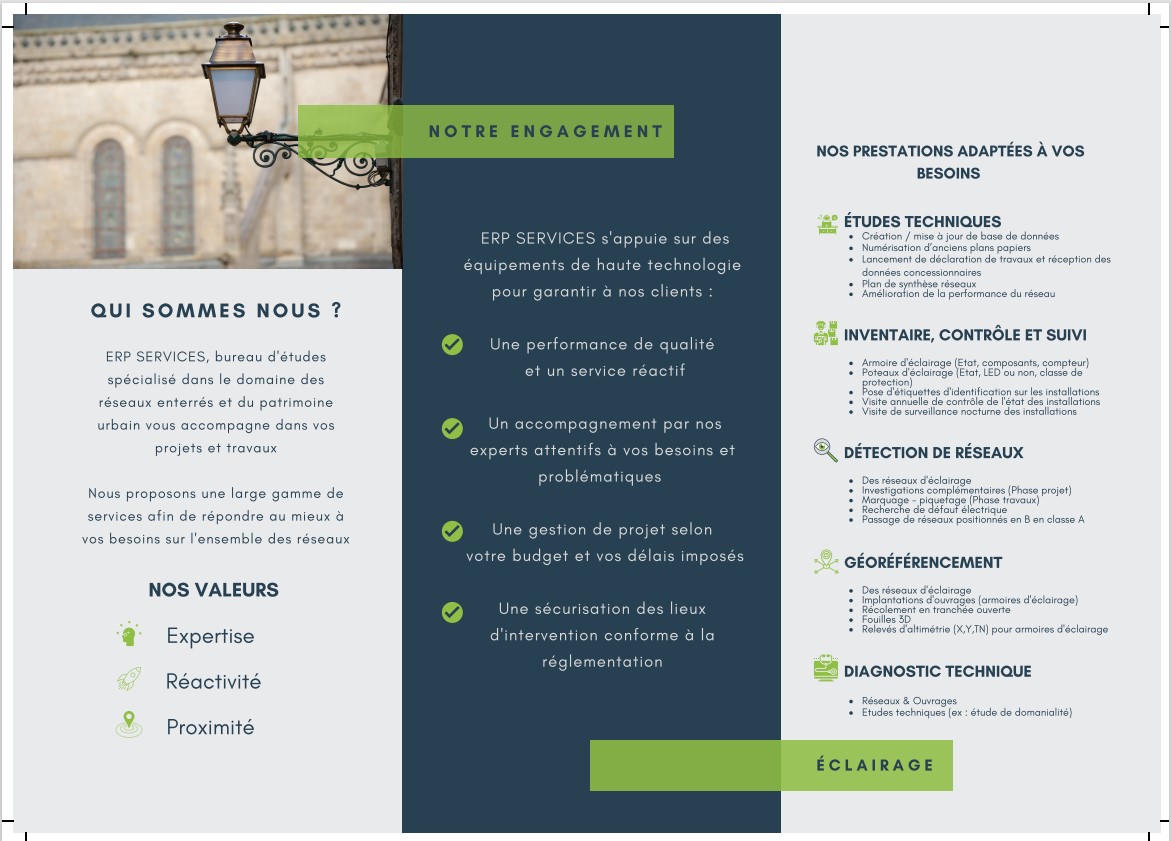 QUI SOMMES NOUS ?
ERP SERVICES, bureau d'études
spécialisé dans le domaine des
réseaux enterrés et du patrimoine
urbain vous accompagne dans vos
projets et travaux
Nous proposons une large gamme de
services afin de répondre au mieux à
vos besoins sur l'ensemble des réseaux
NOS VALEURS
Expertise
Réactivité
Proximité
NOTRE ENGAGEMENT
ERP SERVICES s'appuie sur des
équipements de haute technologie
pour garantir à nos clients :
Une performance de qualité
et un service réactif
Un accompagnement par nos
experts attentifs à vos besoins et
problématiques
Une gestion de projet selon
votre budget et vos délais imposés
Une sécurisation des lieux
d'intervention conforme à la
réglementation
NOS PRESTATIONS ADAPTÉES À VOS
BESOINS
ÉTUDES TECHNIQUES
• Création / mise à jour de base de données
• Numérisation d'anciens plans papiers
• Lancement de déclaration de travaux et réception des
données concessionnaires
• Plan de synthèse réseaux
• Amélioration de la performance du réseau
INVENTAIRE, CONTRÔLE ET SUIVI
• Armoire d'éclairage (Etat, composants, compteur)
• Poteaux d'éclairage (Etat, LED ou non, classe de
protection)
• Pose d'étiquettes d'identification sur les installations
• Visite annuelle de contrôle de l'état des installations
• Visite de surveillance nocturne des installations
DÉTECTION DE RÉSEAUX
• Des réseaux d'éclairage
• Investigations complémentaires (Phase projet)
• Marquage - piquetage (Phase travaux)
• Recherche de défaut électrique
• Passage de réseaux positionnés en B en classe A
GÉORÉFÉRENCEMENT
• Des réseaux d'éclairage
• Implantations d'ouvrages (armoires d'éclairage)
• Récolement en tranchée ouverte
• Fouilles 3D
• Relevés d'altimétrie (X,Y,TN) pour armoires d'éclairage
DIAGNOSTIC TECHNIQUE
• Réseaux & Ouvrages
• Etudes techniques (ex : étude de domanialité)
ÉCLAIRAGE